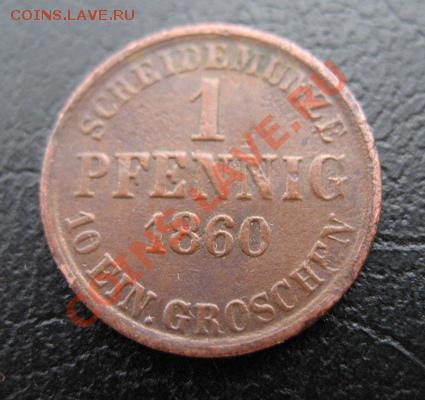 COINS.LAVE.RU
SCHEIDEMÜNZE
1
PFENNIG
1860
10 EIN. GROSCHEN
COINS.LAVE.RU